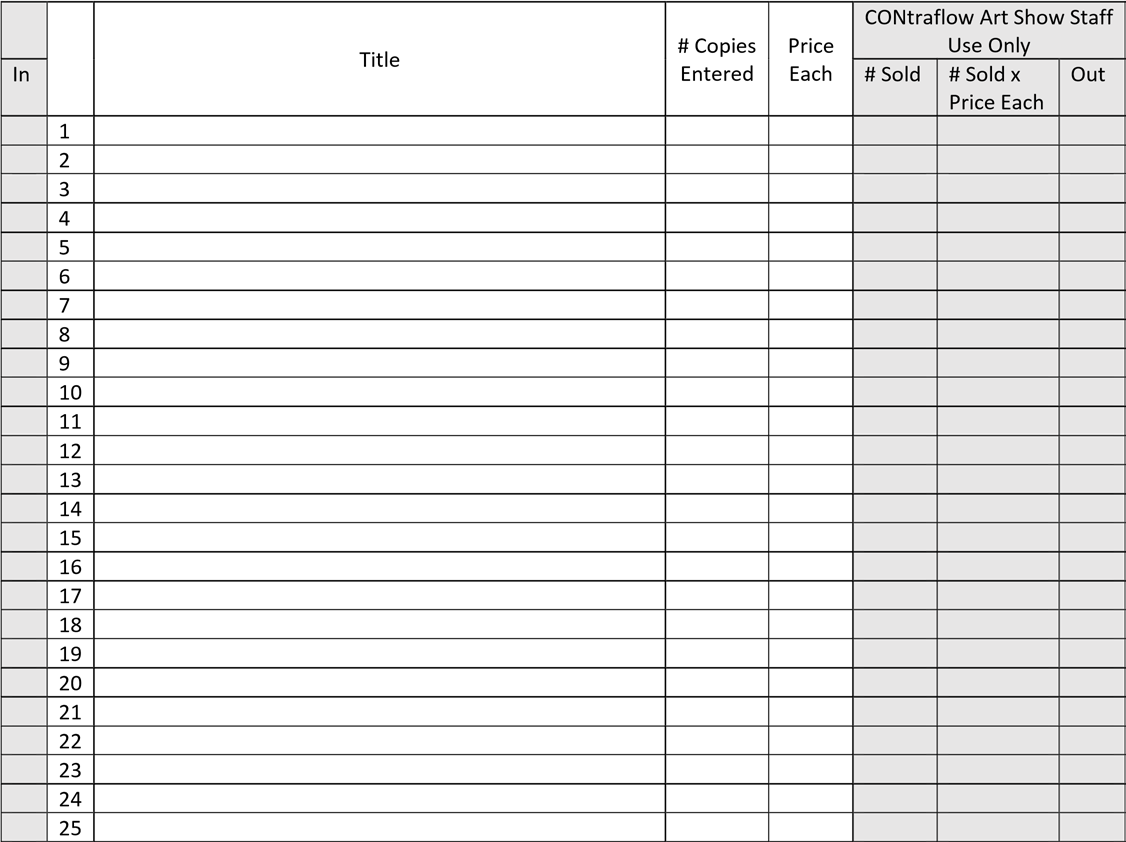 CONtraflow Art Show Staff
Use Only
In
Title
# Copies
Entered
Price
Each
# Sold
# Sold x
Price Each
Out
1
2
3
4
5
6
7
8
9
10
11
12
13
14
15
16
17
18
19
20
21
22
23
24
25